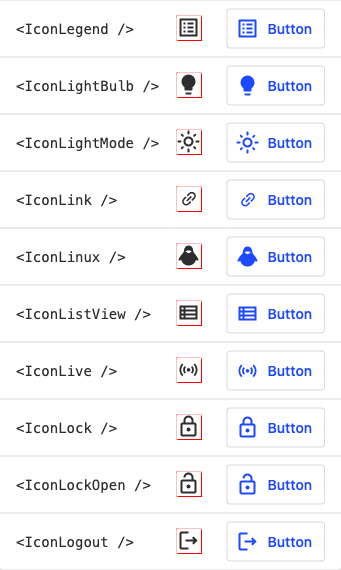 <IconLegend /> Button
<IconLightBulb /> Button
<IconLightMode /> Button
<IconLink /> Button
<IconLinux /> Button
<IconListView /> Button
<IconLive /> Button
<IconLock /> Button
<IconLockOpen /> Button
<IconLogout /> Button